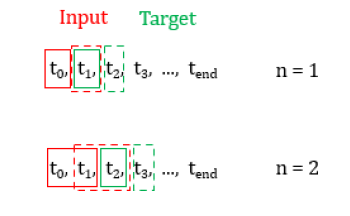 Input Target
t0, t1, t2, t3, ..., tend n = 1
t0, t1, t2, t3, ..., tend n = 2